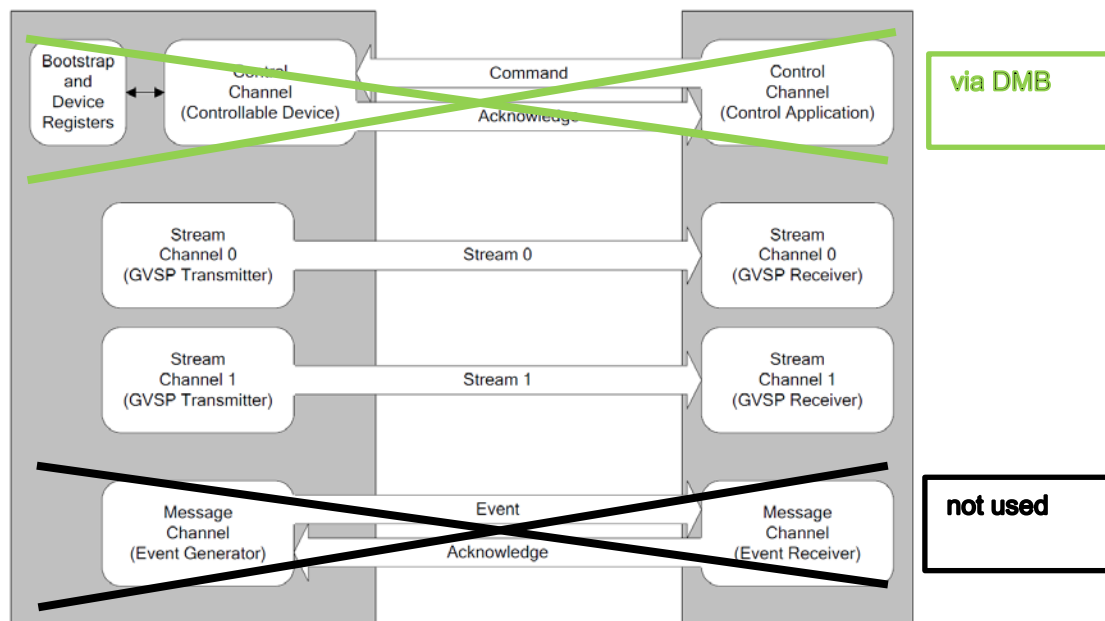 Bootstrap
and
Device
Registers
Control
Channel
(Controllable Device)
Command
Acknowledge
Control
Channel
(Control Application)
via DMB
Stream
Channel 0
(GVSP Transmitter)
Stream 0
Stream
Channel 0
(GVSP Receiver)
Stream
Channel 1
(GVSP Transmitter)
Stream 1
Stream
Channel 1
(GVSP Receiver)
Message
Channel
(Event Generator)
Event
Acknowledge
Message
Channel
(Event Receiver)
not used